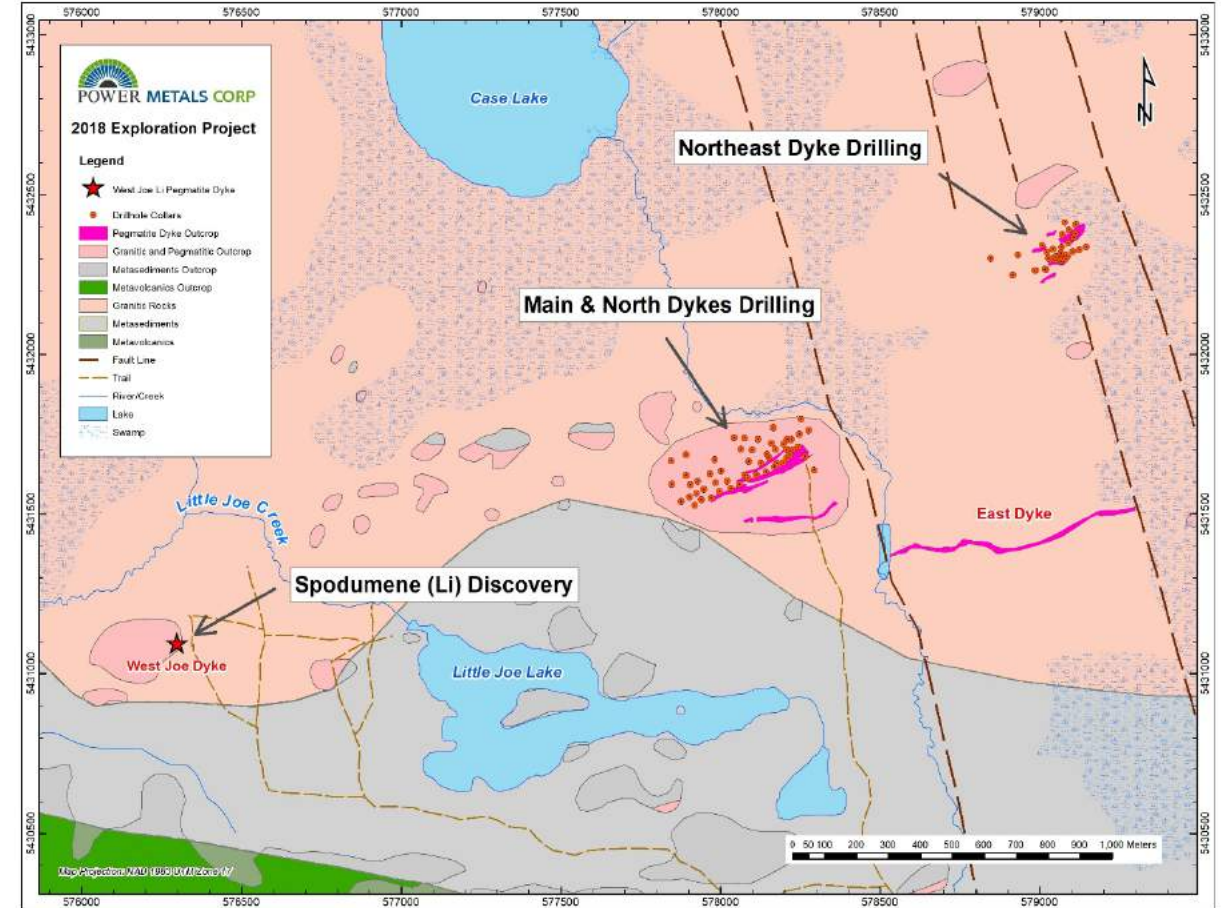 576000 576500 577000 577500 578000 578500 579000
5433000
5432500
5432000
5431500
5431000
5430500
POWER METALS CORP
2018 Exploration Project
Legend
West Joe Li Pegmatite Dyke
Drillhole Collars
Pegmatite Dyke Outcrop
Granitic and Pegmatitic Outcrop
Metasediments Outcrop
Metavolcanics Outcrop
Granitic Rocks
Metasediments
Metavolcanics
Fault Line
Trail
River/Creek
Lake
Swamp
Case Lake
N
Northeast Dyke Drilling
Main & North Dykes Drilling
Little Joe Creek
East Dyke
Spodumene (Li) Discovery
West Joe Dyke
Little Joe Lake
0 50 100 200 300 400 500 600 700 800 900 1,000 Meters
Map Projection: NAD 1983 UTM Zone 17
5433000
5432500
5432000
5431500
5431000
5430500
576000 576500 577000 577500 578000 578500 579000